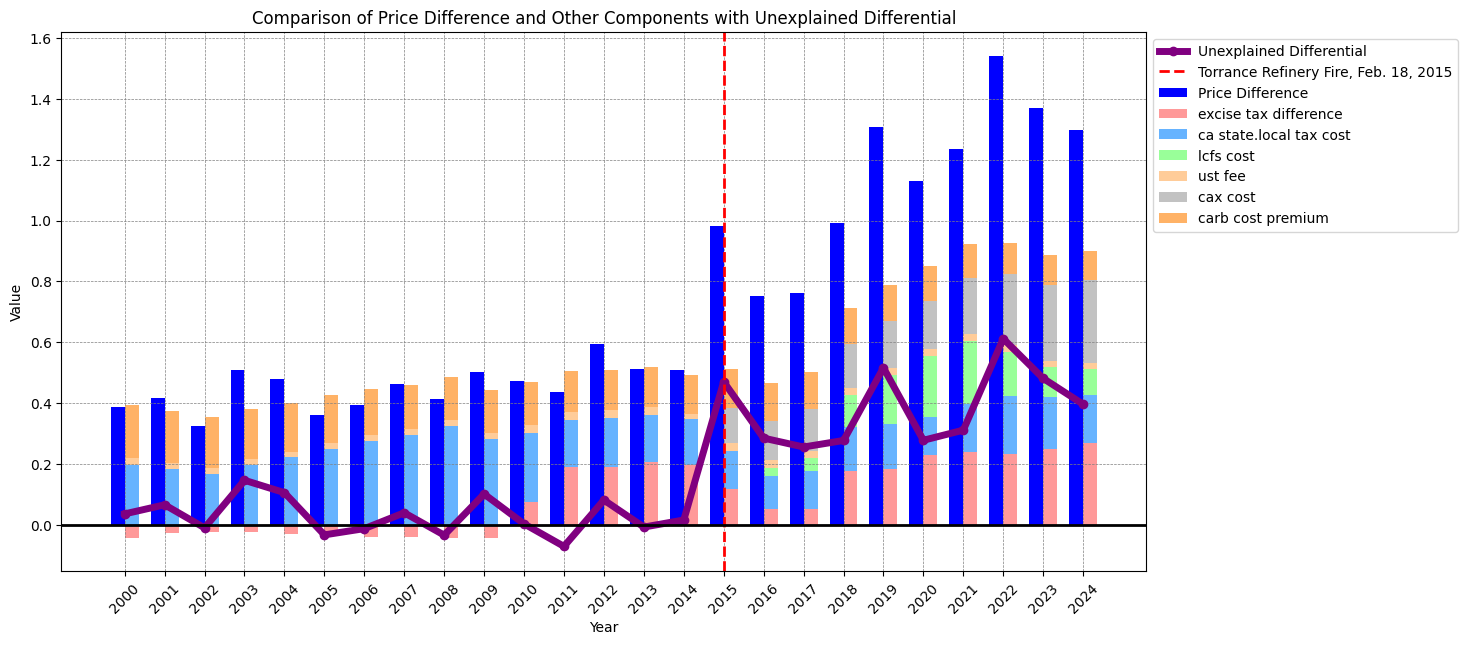 Comparison of Price Difference and Other Components with Unexplained Differential
1.6
1.4
1.2
1.0
0.8
0.6
0.4
0.2
0.0
Value
2000
2001
2002
2003
2004
2005
2006
2007
2008
2009
2010
2011
2012
2013
2014
2015
2016
2017
2018
2019
2020
2021
2022
2023
2024
Year
Unexplained Differential
Torrance Refinery Fire, Feb. 18, 2015
Price Difference
excise tax difference
ca state.local tax cost
lcfs cost
ust fee
cax cost
carb cost premium